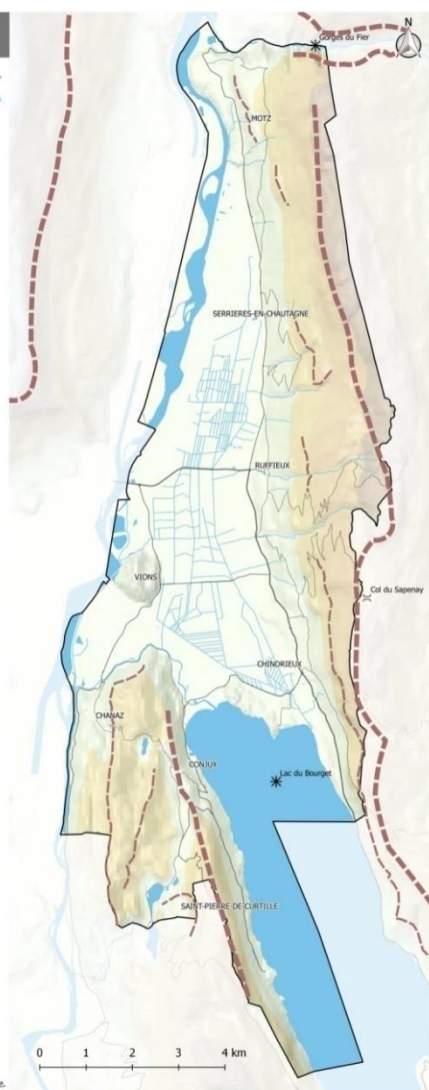 N
Gorges du Fier
MOTZ
SERRIERES-EN-CHAUTAGNE
RUFFIEUX
VIONS
Col du Sapenay
CHINDRIEUX
CHANAZ
CONJUX
Lac du Bourget
SAINT-PIERRE-DE-CURTILLE
0 1 2 3 4 km